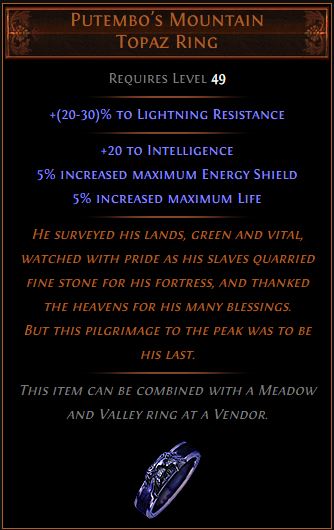 Putembo's Mountain
Topaz Ring
Requires Level 49
+(20-30)% to Lightning Resistance
+20 to Intelligence
5% increased maximum Energy Shield
5% increased maximum Life
He surveyed his lands, green and vital,
watched with pride as his slaves quarried
fine stone for his fortress, and thanked
the heavens for his many blessings.
But this pilgrimage to the peak was to be
his last.
This item can be combined with a Meadow
and Valley ring at a Vendor.